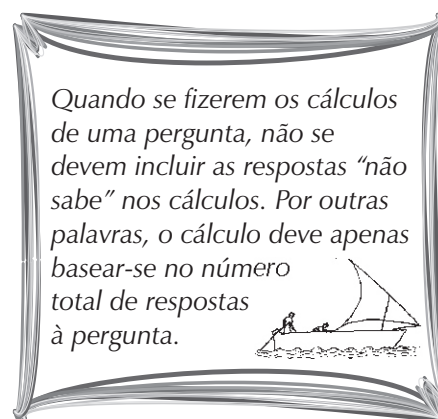 Quando se fizerem os cálculos
de uma pergunta, não se
devem incluir as respostas “não
sabe” nos cálculos. Por outras
palavras, o cálculo deve apenas
basear-se no número
total de respostas
à pergunta.